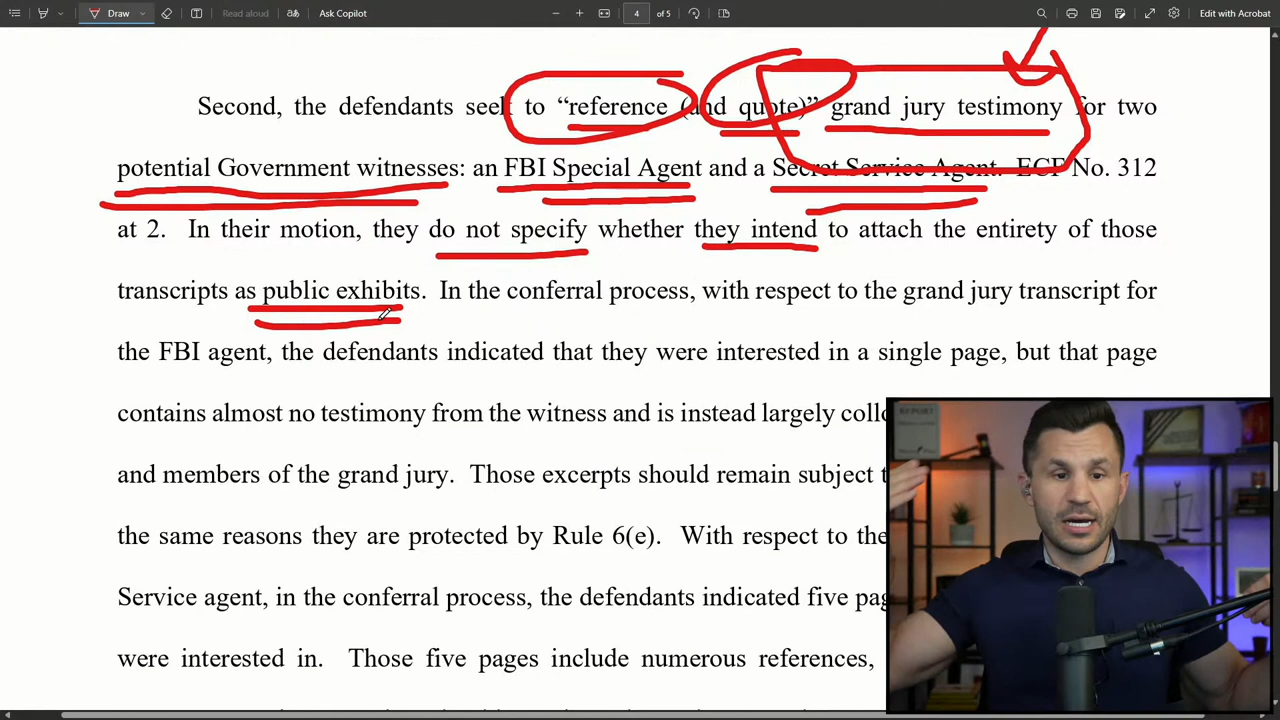 Draw
Read aloud
Ask Copilot
4 of 5
Edit with Acrobat
Second, the defendants seek to “reference (and quote)” grand jury testimony for two
potential Government witnesses: an FBI Special Agent and a Secret Service Agent. ECF No. 312
at 2. In their motion, they do not specify whether they intend to attach the entirety of those
transcripts as public exhibits. In the conferral process, with respect to the grand jury transcript for
the FBI agent, the defendants indicated that they were interested in a single page, but that page
contains almost no testimony from the witness and is instead largely
and members of the grand jury. Those excerpts should remain subject
the same reasons they are protected by Rule 6(e). With respect to the
Service agent, in the conferral process, the defendants indicated five
were interested in. Those five pages include numerous references,
REPORT